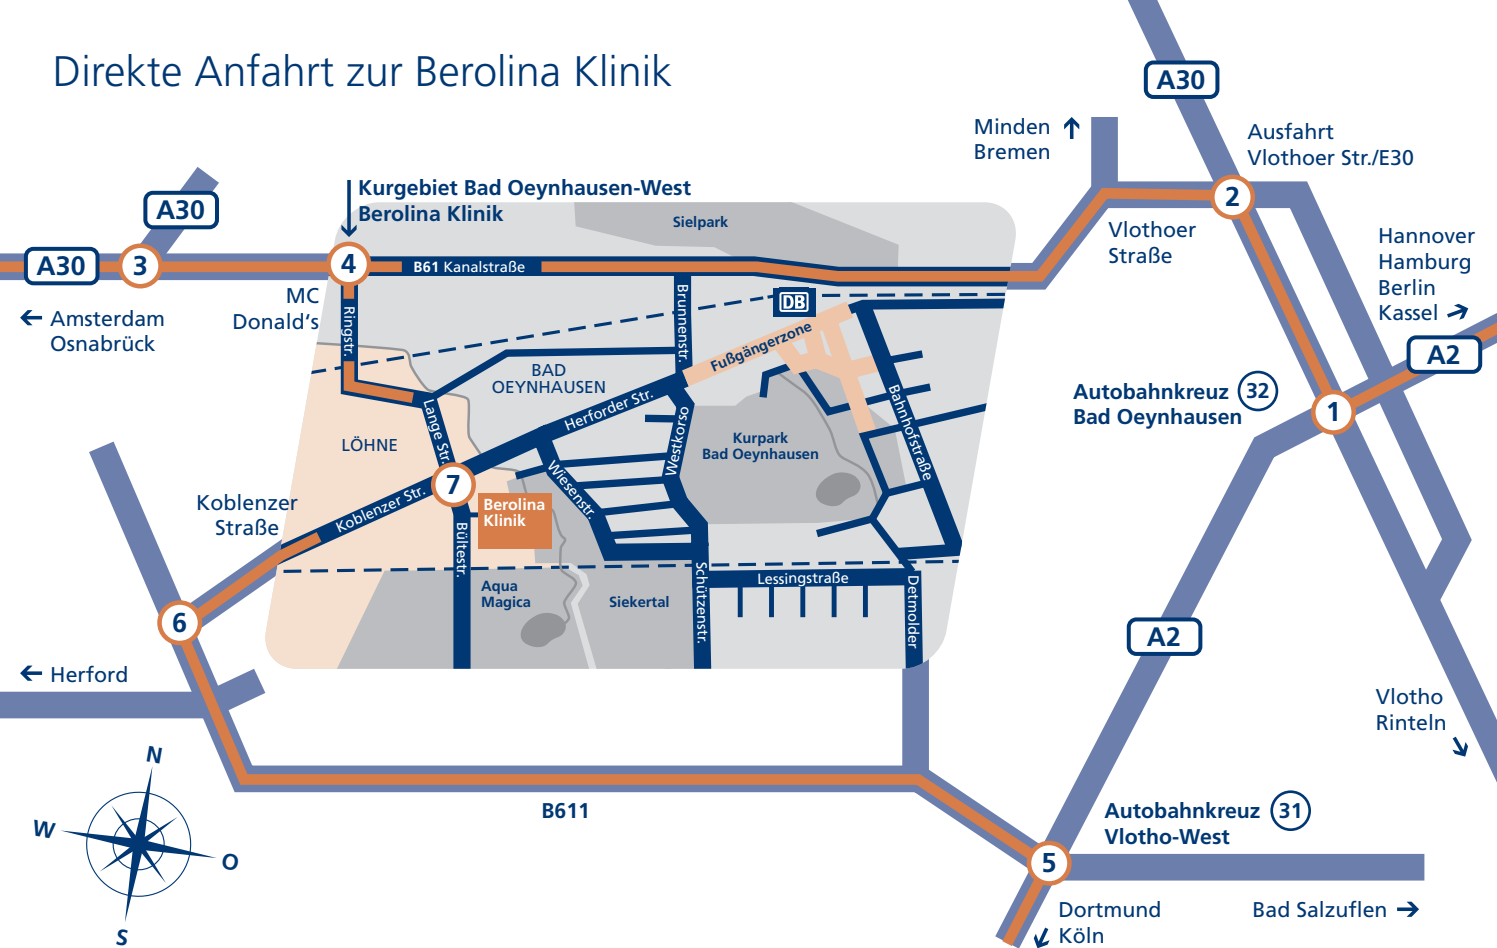 Direkte Anfahrt zur Berolina Klinik
A30
Minden
Bremen
Ausfahrt
Vlothoer Str./E30
2
Vlothoer
Straße
Hannover
Hamburg
Berlin
Kassel
A2
A30
A30
3
Amsterdam
Osnabrück
Kurgebiet Bad Oeynhausen-West
Berolina Klinik
4
MC
Donald‘s
Sielpark
B61 Kanalstraße
Ringstr.
Brunnenstr.
DB
Fußgängerzone
BAD
OEYNHAUSEN
Herforder Str.
Lange Str.
LÖHNE
Westkorso
Kurpark
Bad Oeynhausen
Bahnhofstraße
Autobahnkreuz 32
Bad Oeynhausen
1
7
Wiesenstr.
Koblenzer
Straße
Koblenzer Str.
Berolina
Klinik
Bültestr.
Aqua
Magica
Siekertal
Schützenstr.
Lessingstraße
Detmolder
6
A2
Herford
Vlotho
Rinteln
N
W
O
S
B611
Autobahnkreuz 31
Vlotho-West
5
Dortmund
Köln
Bad Salzuflen